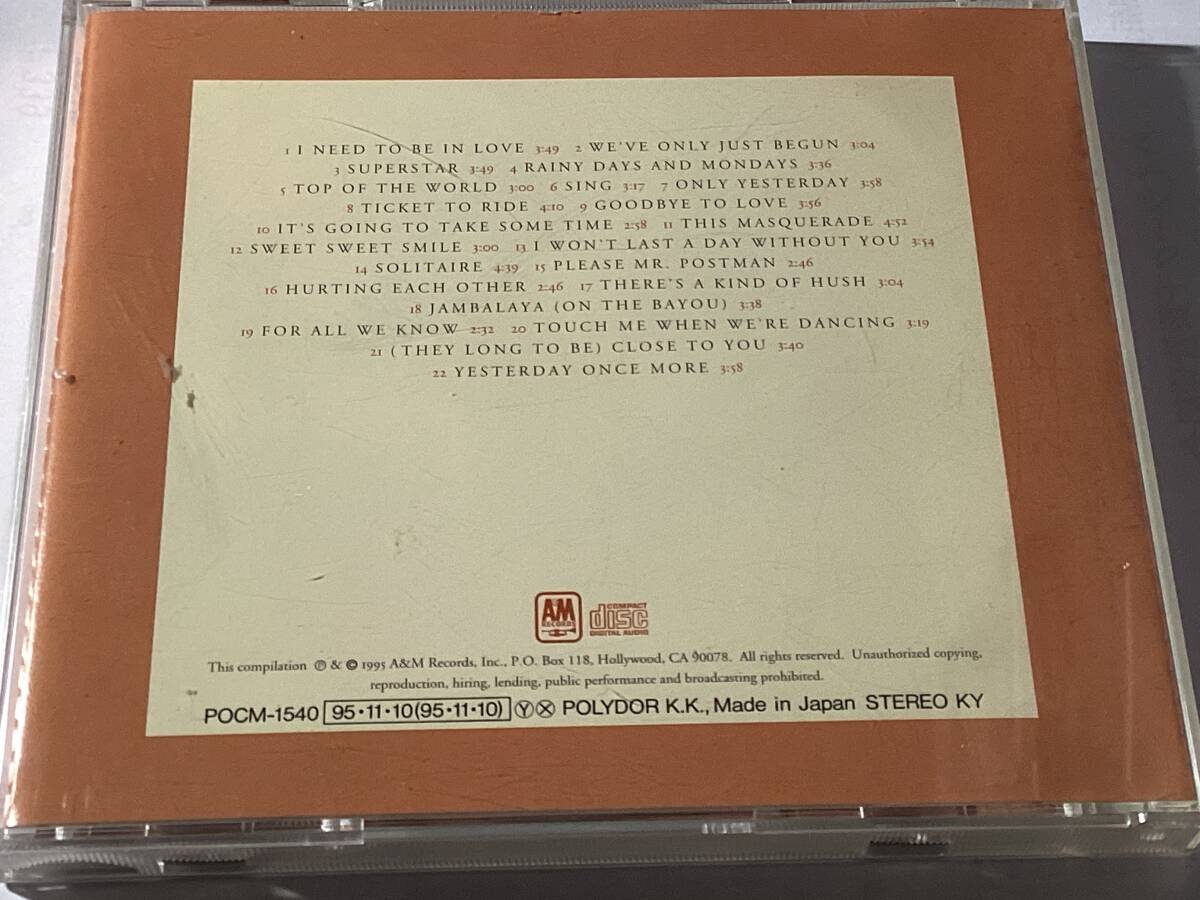 1 I NEED TO BE IN LOVE 3:49 2 WE'VE ONLY JUST BEGUN 3:04
3 SUPERSTAR 3:49 4 RAINY DAYS AND MONDAYS 3:36
5 TOP OF THE WORLD 3:00 6 SING 3:17 7 ONLY YESTERDAY 3:58
8 TICKET TO RIDE 4:10 9 GOODBYE TO LOVE 3:56
10 IT'S GOING TO TAKE SOME TIME 2:58 11 THIS MASQUERADE 4:52
12 SWEET SWEET SMILE 3:00 13 I WON'T LAST A DAY WITHOUT YOU 3:54
14 SOLITAIRE 4:39 15 PLEASE MR. POSTMAN 2:46
16 HURTING EACH OTHER 2:46 17 THERE'S A KIND OF HUSH 3:04
18 JAMBALAYA (ON THE BAYOU) 3:38
19 FOR ALL WE KNOW 2:32 20 TOUCH ME WHEN WE'RE DANCING 3:19
21 (THEY LONG TO BE) CLOSE TO YOU 3:40
22 YESTERDAY ONCE MORE 3:58
A&M RECORDS
COMPACT disc DIGITAL AUDIO
This compilation ℗ & © 1995 A&M Records, Inc., P.O. Box 118, Hollywood, CA 90078. All rights reserved. Unauthorized copying,
reproduction, hiring, lending, public performance and broadcasting prohibited.
POCM-1540 95・11・10(95・11・10) Ⓨ Ⓧ POLYDOR K.K., Made in Japan STEREO KY